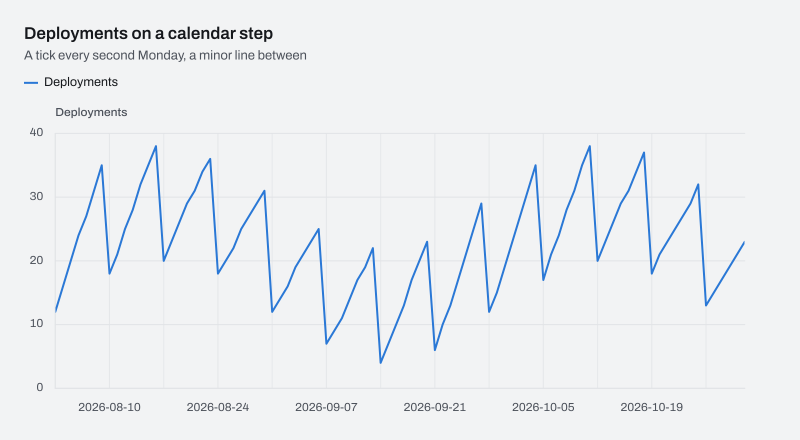 Deployments on a calendar step
A tick every second Monday, a minor line between
Deployments
Deployments
40
30
20
10
0
2026-08-10 2026-08-24 2026-09-07 2026-09-21 2026-10-05 2026-10-19